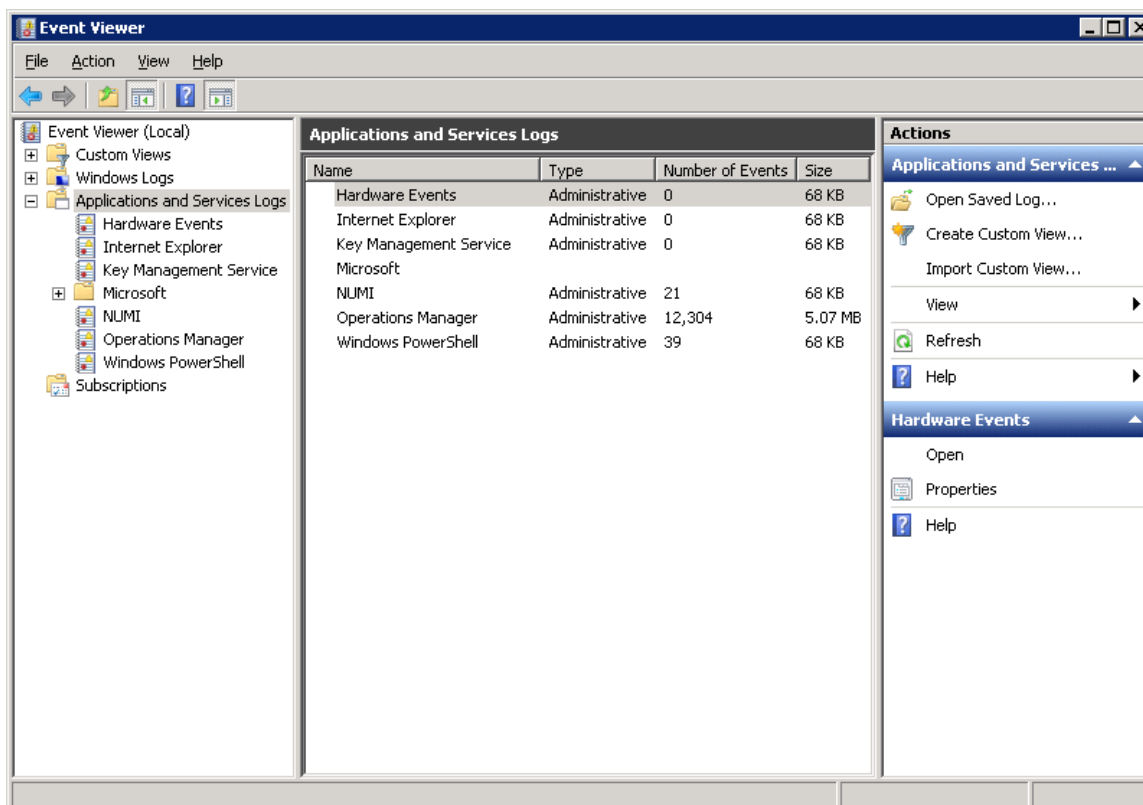 Event Viewer
File Action View Help
Event Viewer (Local)
Custom Views
Windows Logs
Applications and Services Logs
Hardware Events
Internet Explorer
Key Management Service
Microsoft
NUMI
Operations Manager
Windows PowerShell
Subscriptions
Applications and Services Logs
Name Type Number of Events Size
Hardware Events Administrative 0 68 KB
Internet Explorer Administrative 0 68 KB
Key Management Service Administrative 0 68 KB
Microsoft
NUMI Administrative 21 68 KB
Operations Manager Administrative 12,304 5.07 MB
Windows PowerShell Administrative 39 68 KB
Actions
Applications and Services ...
Open Saved Log...
Create Custom View...
Import Custom View...
View
Refresh
Help
Hardware Events
Open
Properties
Help